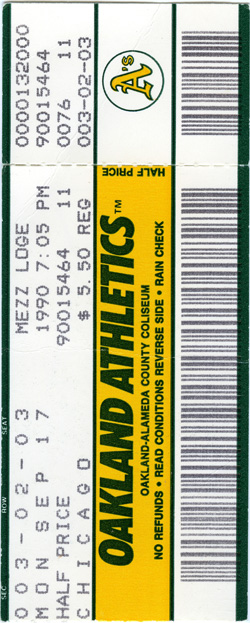 0000132000
90015464
0076 11
003-02-03
A's
HALF PRICE
003-02-03 MEZZ LOGE
MON SEP 17 1990 7:05 PM
HALF PRICE 90015464 11
CHICAGO $ 5.50 REG
SEC ROW SEAT
OAKLAND ATHLETICS™
OAKLAND-ALAMEDA COUNTY COLISEUM
NO REFUNDS • READ CONDITIONS REVERSE SIDE • RAIN CHECK